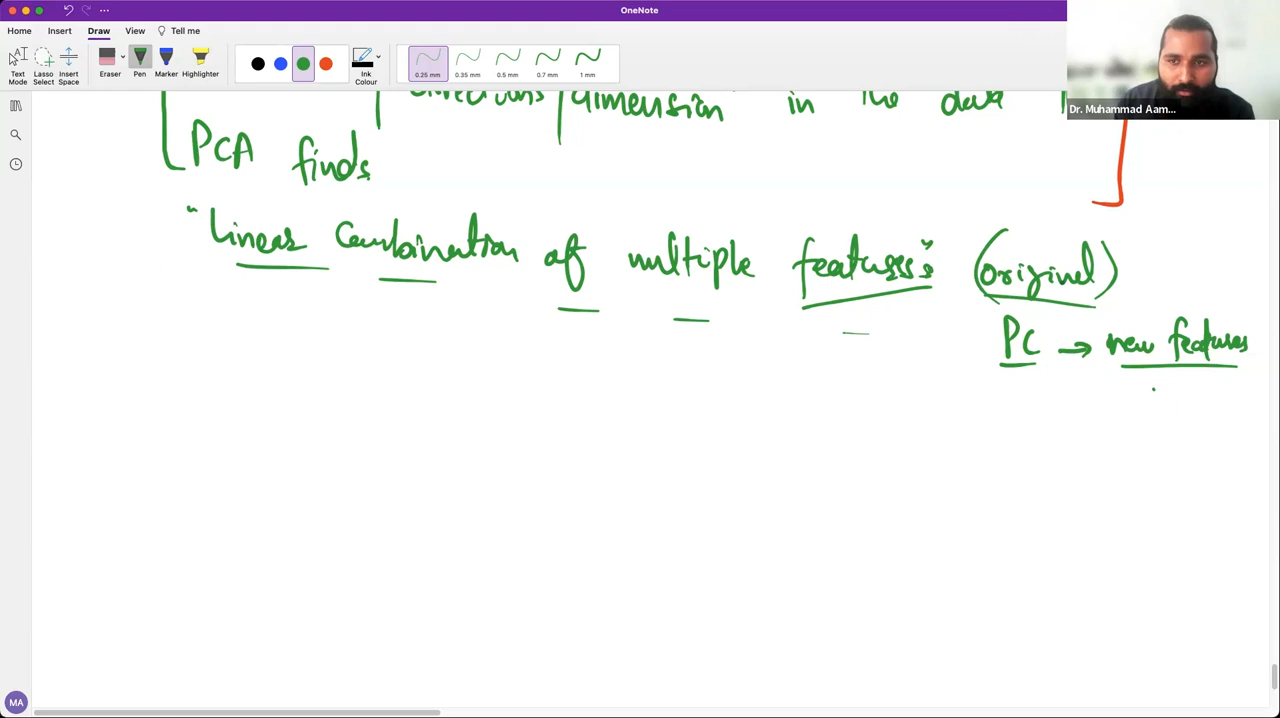 OneNote
Home Insert Draw View Tell me
Text Mode Lasso Select Insert Space Eraser Pen Marker Highlighter Ink Colour 0.25 mm 0.35 mm 0.5 mm 0.7 mm 1 mm
Dr. Muhammad Aam...
directions dimension in the data
PCA finds
"Linear Combination of multiple features" (original)
PC → new features
MA